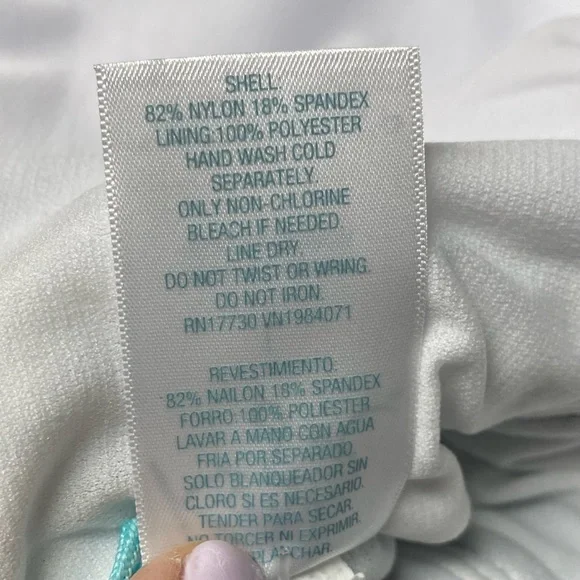 SHELL:
82% NYLON 18% SPANDEX
LINING:100% POLYESTER
HAND WASH COLD
SEPARATELY.
ONLY NON-CHLORINE
BLEACH IF NEEDED.
LINE DRY.
DO NOT TWIST OR WRING.
DO NOT IRON.
RN17730 VN1984071
REVESTIMIENTO:
82% NAILON 18% SPANDEX
FORRO:100% POLIESTER
LAVAR A MANO CON AGUA
FRIA POR SEPARADO.
SOLO BLANQUEADOR SIN
CLORO SI ES NECESARIO.
TENDER PARA SECAR.
NO TORCER NI EXPRIMIR.
PLANCHAR.